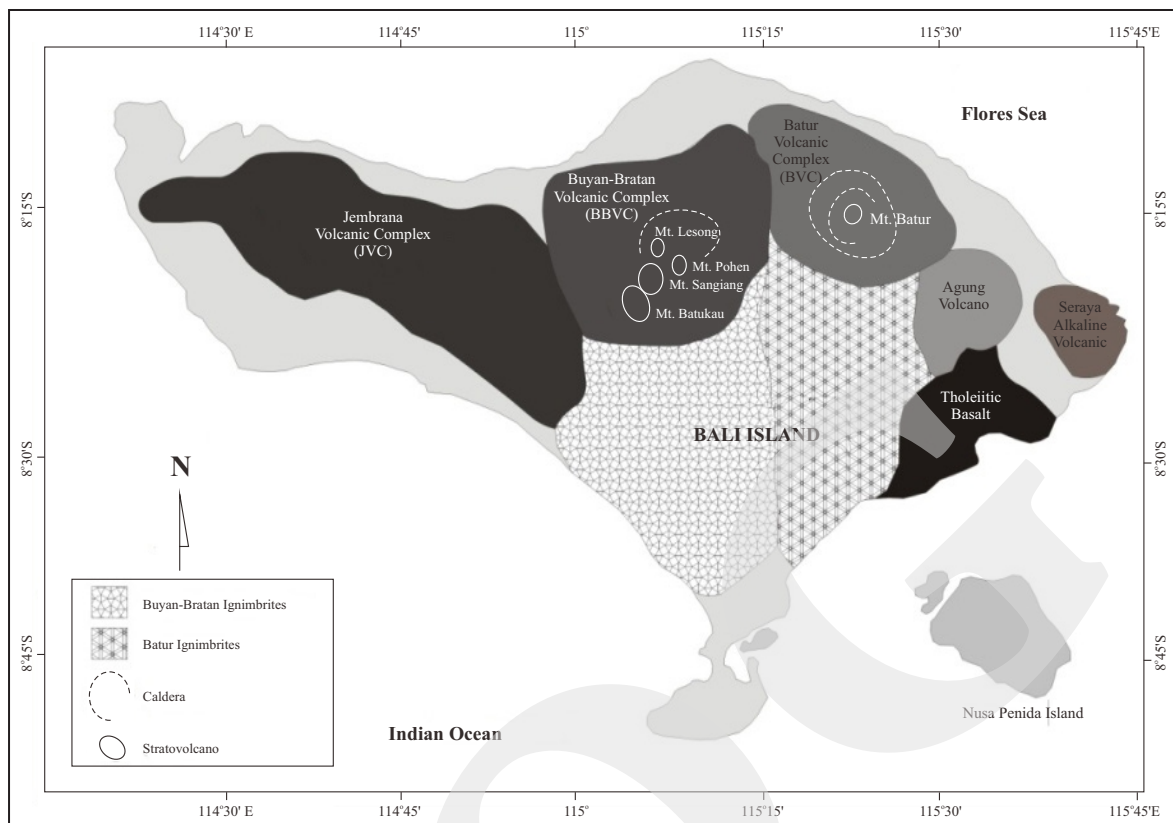 114°30' E
114°45'
115°
115°15'
115°30'
115°45' E
Flores Sea
Batur
Volcanic
Complex
(BVC)
Buyan-Bratan
Volcanic Complex
(BBVC)
8°15'S
8°15'S
Jembrana
Volcanic Complex
(JVC)
Mt. Batur
Mt. Lesong
Mt. Pohen
Mt. Sangiang
Mt. Batukau
Agung
Volcano
Seraya
Alkaline
Volcanic
Tholeiitic
Basalt
BALI ISLAND
8°30'S
8°30'S
N
Buyan-Bratan Ignimbrites
Batur Ignimbrites
Caldera
Stratovolcano
8°45'S
8°45'S
Nusa Penida Island
Indian Ocean
114°30' E
114°45'
115°
115°15'
115°30'
115°45' E